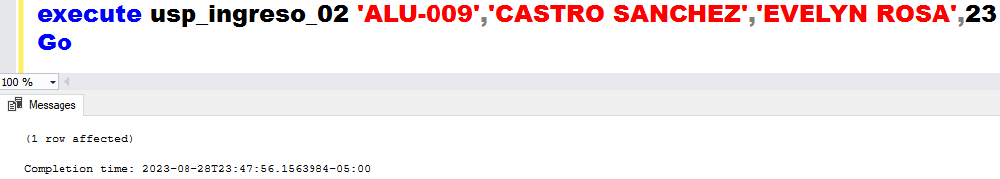 execute usp_ingreso_02 'ALU-009','CASTRO SANCHEZ','EVELYN ROSA',23
Go
100 %
Messages
(1 row affected)
Completion time: 2023-08-28T23:47:56.1563984-05:00